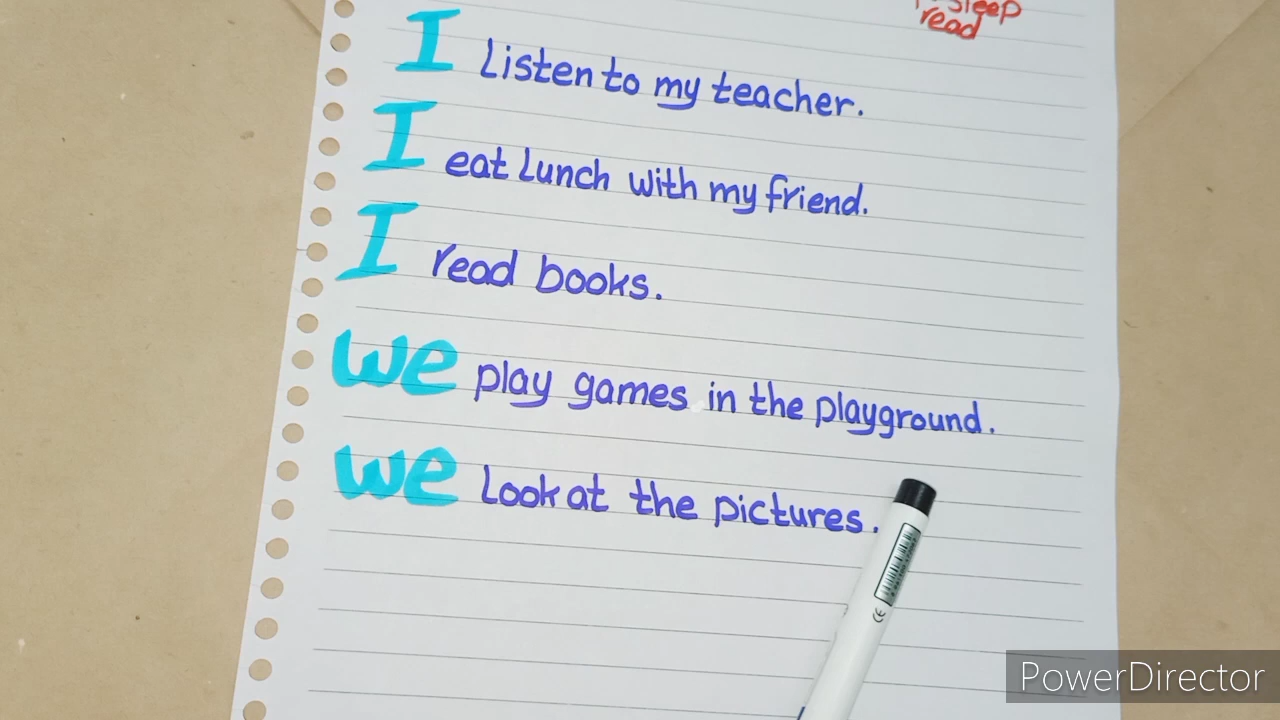 sleep
read
I Listen to my teacher.
I eat Lunch with my friend.
I read books.
we play games in the playground.
we Look at the pictures.
CE
PowerDirector